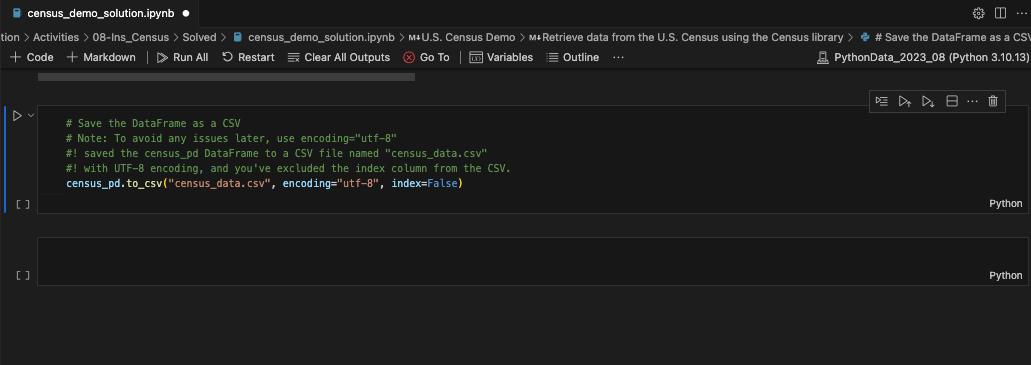 census_demo_solution.ipynb
tion > Activities > 08-Ins_Census > Solved > census_demo_solution.ipynb > M↓U.S. Census Demo > M↓Retrieve data from the U.S. Census using the Census library > # Save the DataFrame as a CSV
+ Code + Markdown | Run All Restart Clear All Outputs Go To | Variables Outline ... PythonData_2023_08 (Python 3.10.13)
# Save the DataFrame as a CSV
# Note: To avoid any issues later, use encoding="utf-8"
#! saved the census_pd DataFrame to a CSV file named "census_data.csv"
#! with UTF-8 encoding, and you've excluded the index column from the CSV.
census_pd.to_csv("census_data.csv", encoding="utf-8", index=False)
[ ] Python
[ ] Python